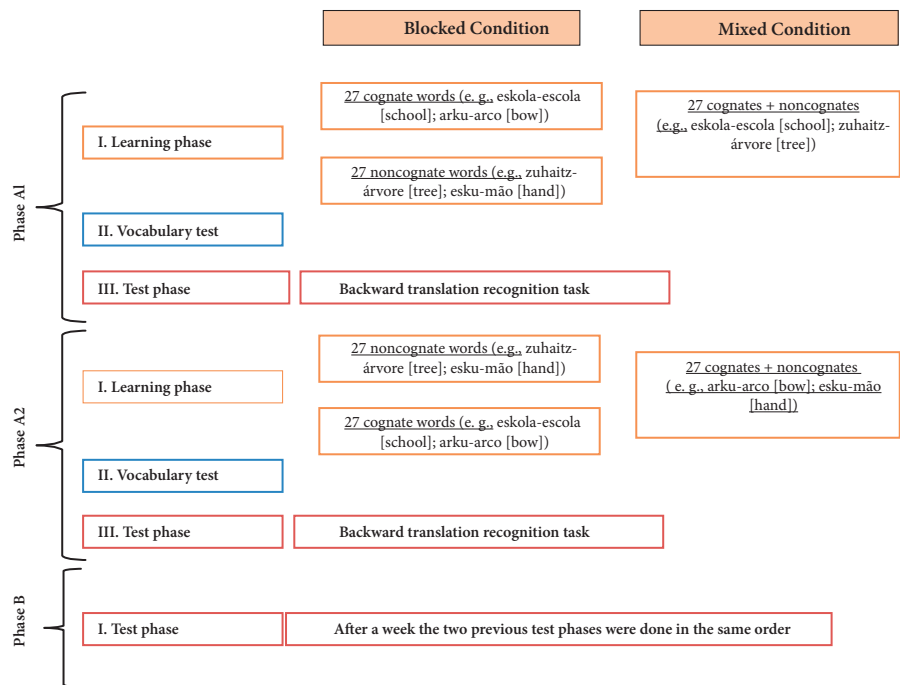 Blocked Condition
Mixed Condition
Phase A1
I. Learning phase
27 cognate words (e. g., eskola-escola
[school]; arku-arco [bow])
27 noncognate words (e.g., zuhaitz-
árvore [tree]; esku-mão [hand])
27 cognates + noncognates
(e.g., eskola-escola [school]; zuhaitz-
árvore [tree])
II. Vocabulary test
III. Test phase
Backward translation recognition task
Phase A2
I. Learning phase
27 noncognate words (e.g., zuhaitz-
árvore [tree]; esku-mão [hand])
27 cognate words (e. g., eskola-escola
[school]; arku-arco [bow])
27 cognates + noncognates
( e. g., arku-arco [bow]; esku-mão
[hand])
II. Vocabulary test
III. Test phase
Backward translation recognition task
Phase B
I. Test phase
After a week the two previous test phases were done in the same order